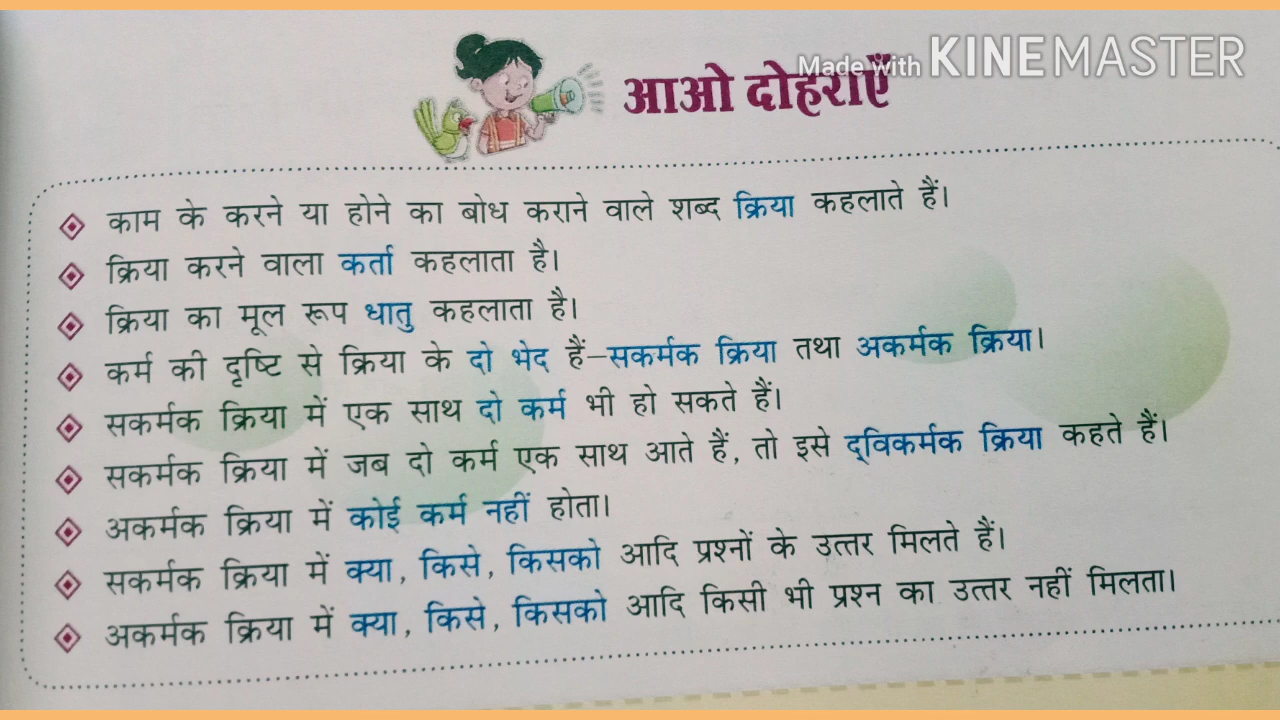 Made with KINEMASTER
आओ दोहराएँ
काम के करने या होने का बोध कराने वाले शब्द क्रिया कहलाते हैं।
क्रिया करने वाला कर्ता कहलाता है।
क्रिया का मूल रूप धातु कहलाता है।
कर्म की दृष्टि से क्रिया के दो भेद हैं–सकर्मक क्रिया तथा अकर्मक क्रिया।
सकर्मक क्रिया में एक साथ दो कर्म भी हो सकते हैं।
सकर्मक क्रिया में जब दो कर्म एक साथ आते हैं, तो इसे द्‌विकर्मक क्रिया कहते हैं।
अकर्मक क्रिया में कोई कर्म नहीं होता।
सकर्मक क्रिया में क्या, किसे, किसको आदि प्रश्नों के उत्तर मिलते हैं।
अकर्मक क्रिया में क्या, किसे, किसको आदि किसी भी प्रश्न का उत्तर नहीं मिलता।